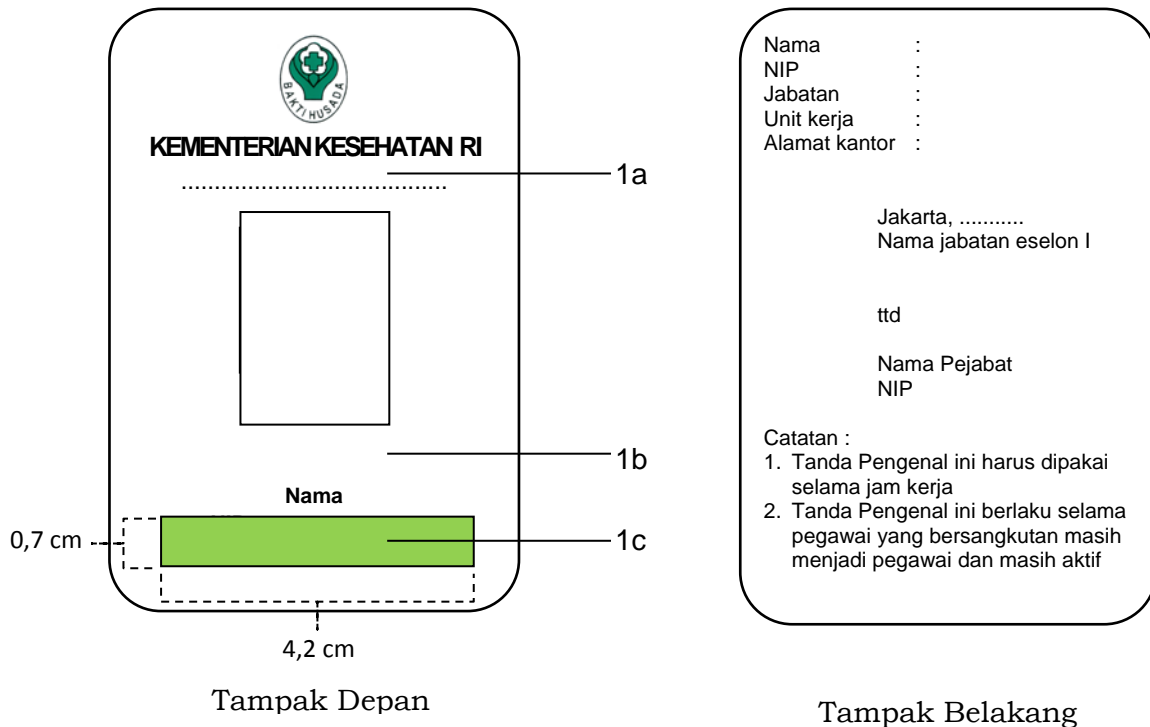 BAKTI HUSADA
KEMENTERIAN KESEHATAN RI
........................................
1a
1b
Nama
0,7 cm
1c
4,2 cm
Tampak Depan
Nama :
NIP :
Jabatan :
Unit kerja :
Alamat kantor :
Jakarta, ...........
Nama jabatan eselon I
ttd
Nama Pejabat
NIP
Catatan :
1. Tanda Pengenal ini harus dipakai
selama jam kerja
2. Tanda Pengenal ini berlaku selama
pegawai yang bersangkutan masih
menjadi pegawai dan masih aktif
Tampak Belakang